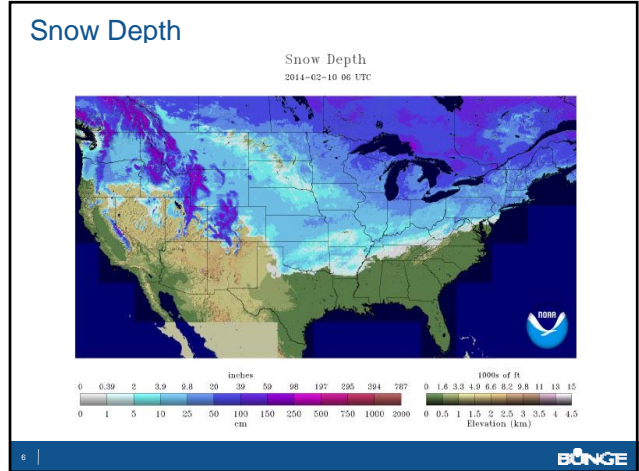 Snow Depth
Snow Depth
2014-02-10 06 UTC
NOAA
inches
0 0.39 2 3.9 9.8 20 39 59 98 197 295 394 787
0 1 5 10 25 50 100 150 250 500 750 1000 2000
cm
1000s of ft
0 1.6 3.3 4.9 6.6 8.2 9.8 11 13 15
0 0.5 1 1.5 2 2.5 3 3.5 4 4.5
Elevation (km)
6 |
BUNGE